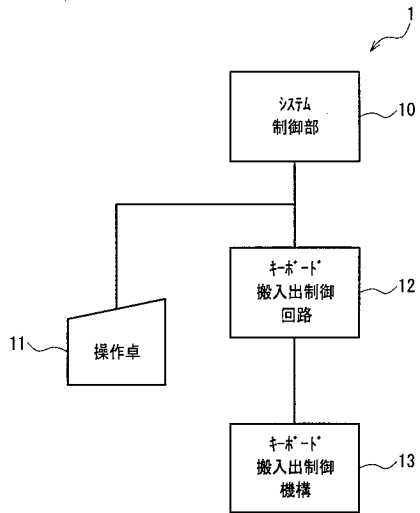 1
ｼｽﾃﾑ
制御部
10
ｷｰﾎﾞｰﾄﾞ
搬入出制御
回路
12
11
操作卓
ｷｰﾎﾞｰﾄﾞ
搬入出制御
機構
13